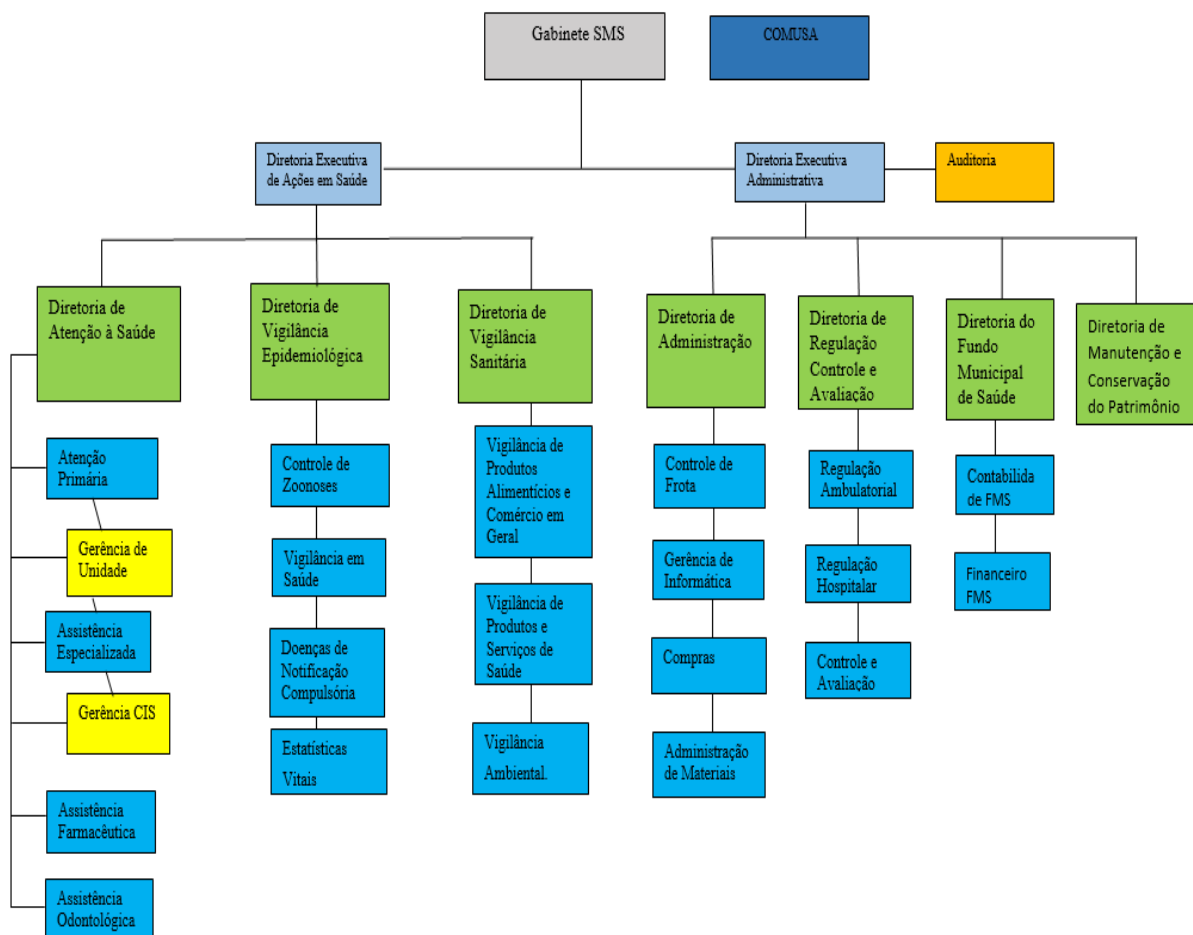 Gabinete SMS
COMUSA
Diretoria Executiva
de Ações em Saúde
Diretoria Executiva
Administrativa
Auditoria
Diretoria de
Atenção à Saúde
Diretoria de
Vigilância
Epidemiológica
Diretoria de
Vigilância
Sanitária
Diretoria de
Administração
Diretoria de
Regulação
Controle e
Avaliação
Diretoria do
Fundo
Municipal
de Saúde
Diretoria de
Manutenção e
Conservação
do Patrimônio
Atenção
Primária
Gerência de
Unidade
Assistência
Especializada
Gerência CIS
Assistência
Farmacêutica
Assistência
Odontológica
Controle de
Zoonoses
Vigilância em
Saúde
Doenças de
Notificação
Compulsória
Estatísticas
Vitais
Vigilância de
Produtos
Alimentícios e
Comércio em
Geral
Vigilância de
Produtos e
Serviços de
Saúde
Vigilância
Ambiental.
Controle de
Frota
Gerência de
Informática
Compras
Administração
de Materiais
Regulação
Ambulatorial
Regulação
Hospitalar
Controle e
Avaliação
Contabilida
de FMS
Financeiro
FMS